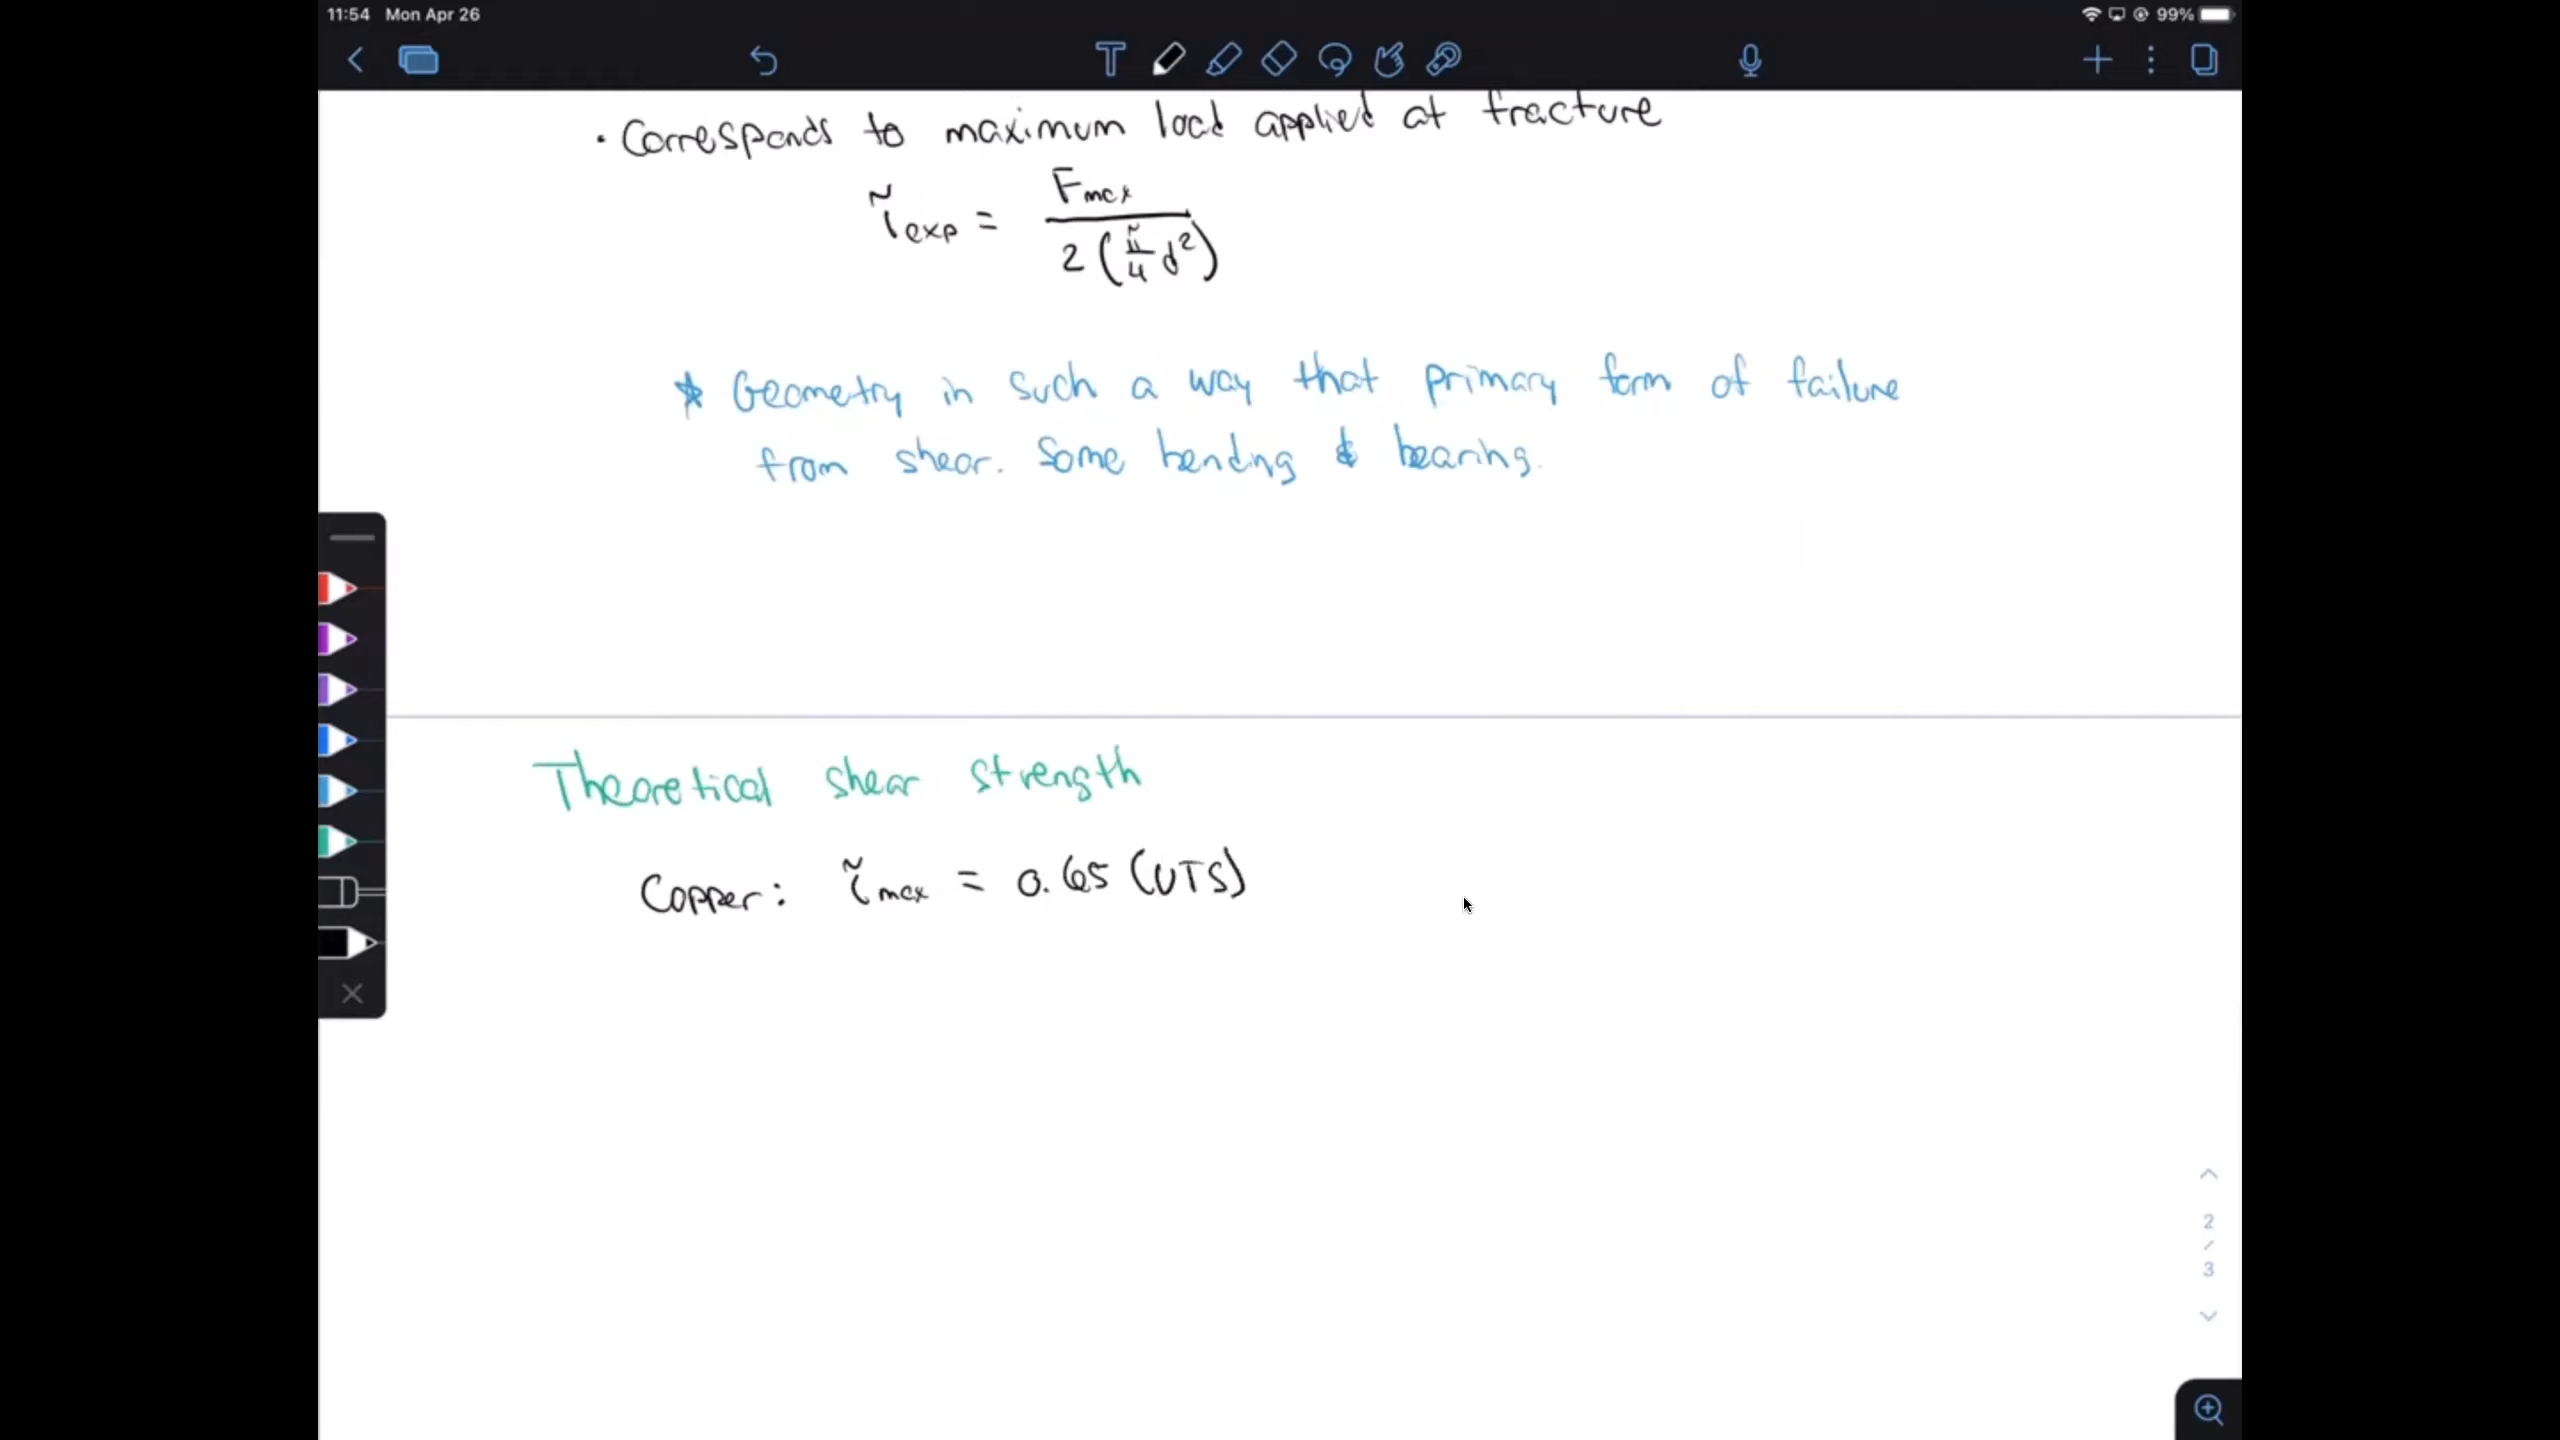 11:54 Mon Apr 26 99%
T
· Corresponds to maximum load applied at fracture
τ̃exp = Fmax / 2 (π/4 d²)
* Geometry in such a way that primary form of failure
from shear. Some bending & bearing.
Theoretical shear strength
Copper: τ̃max = 0.65 (UTS)
2
/
3